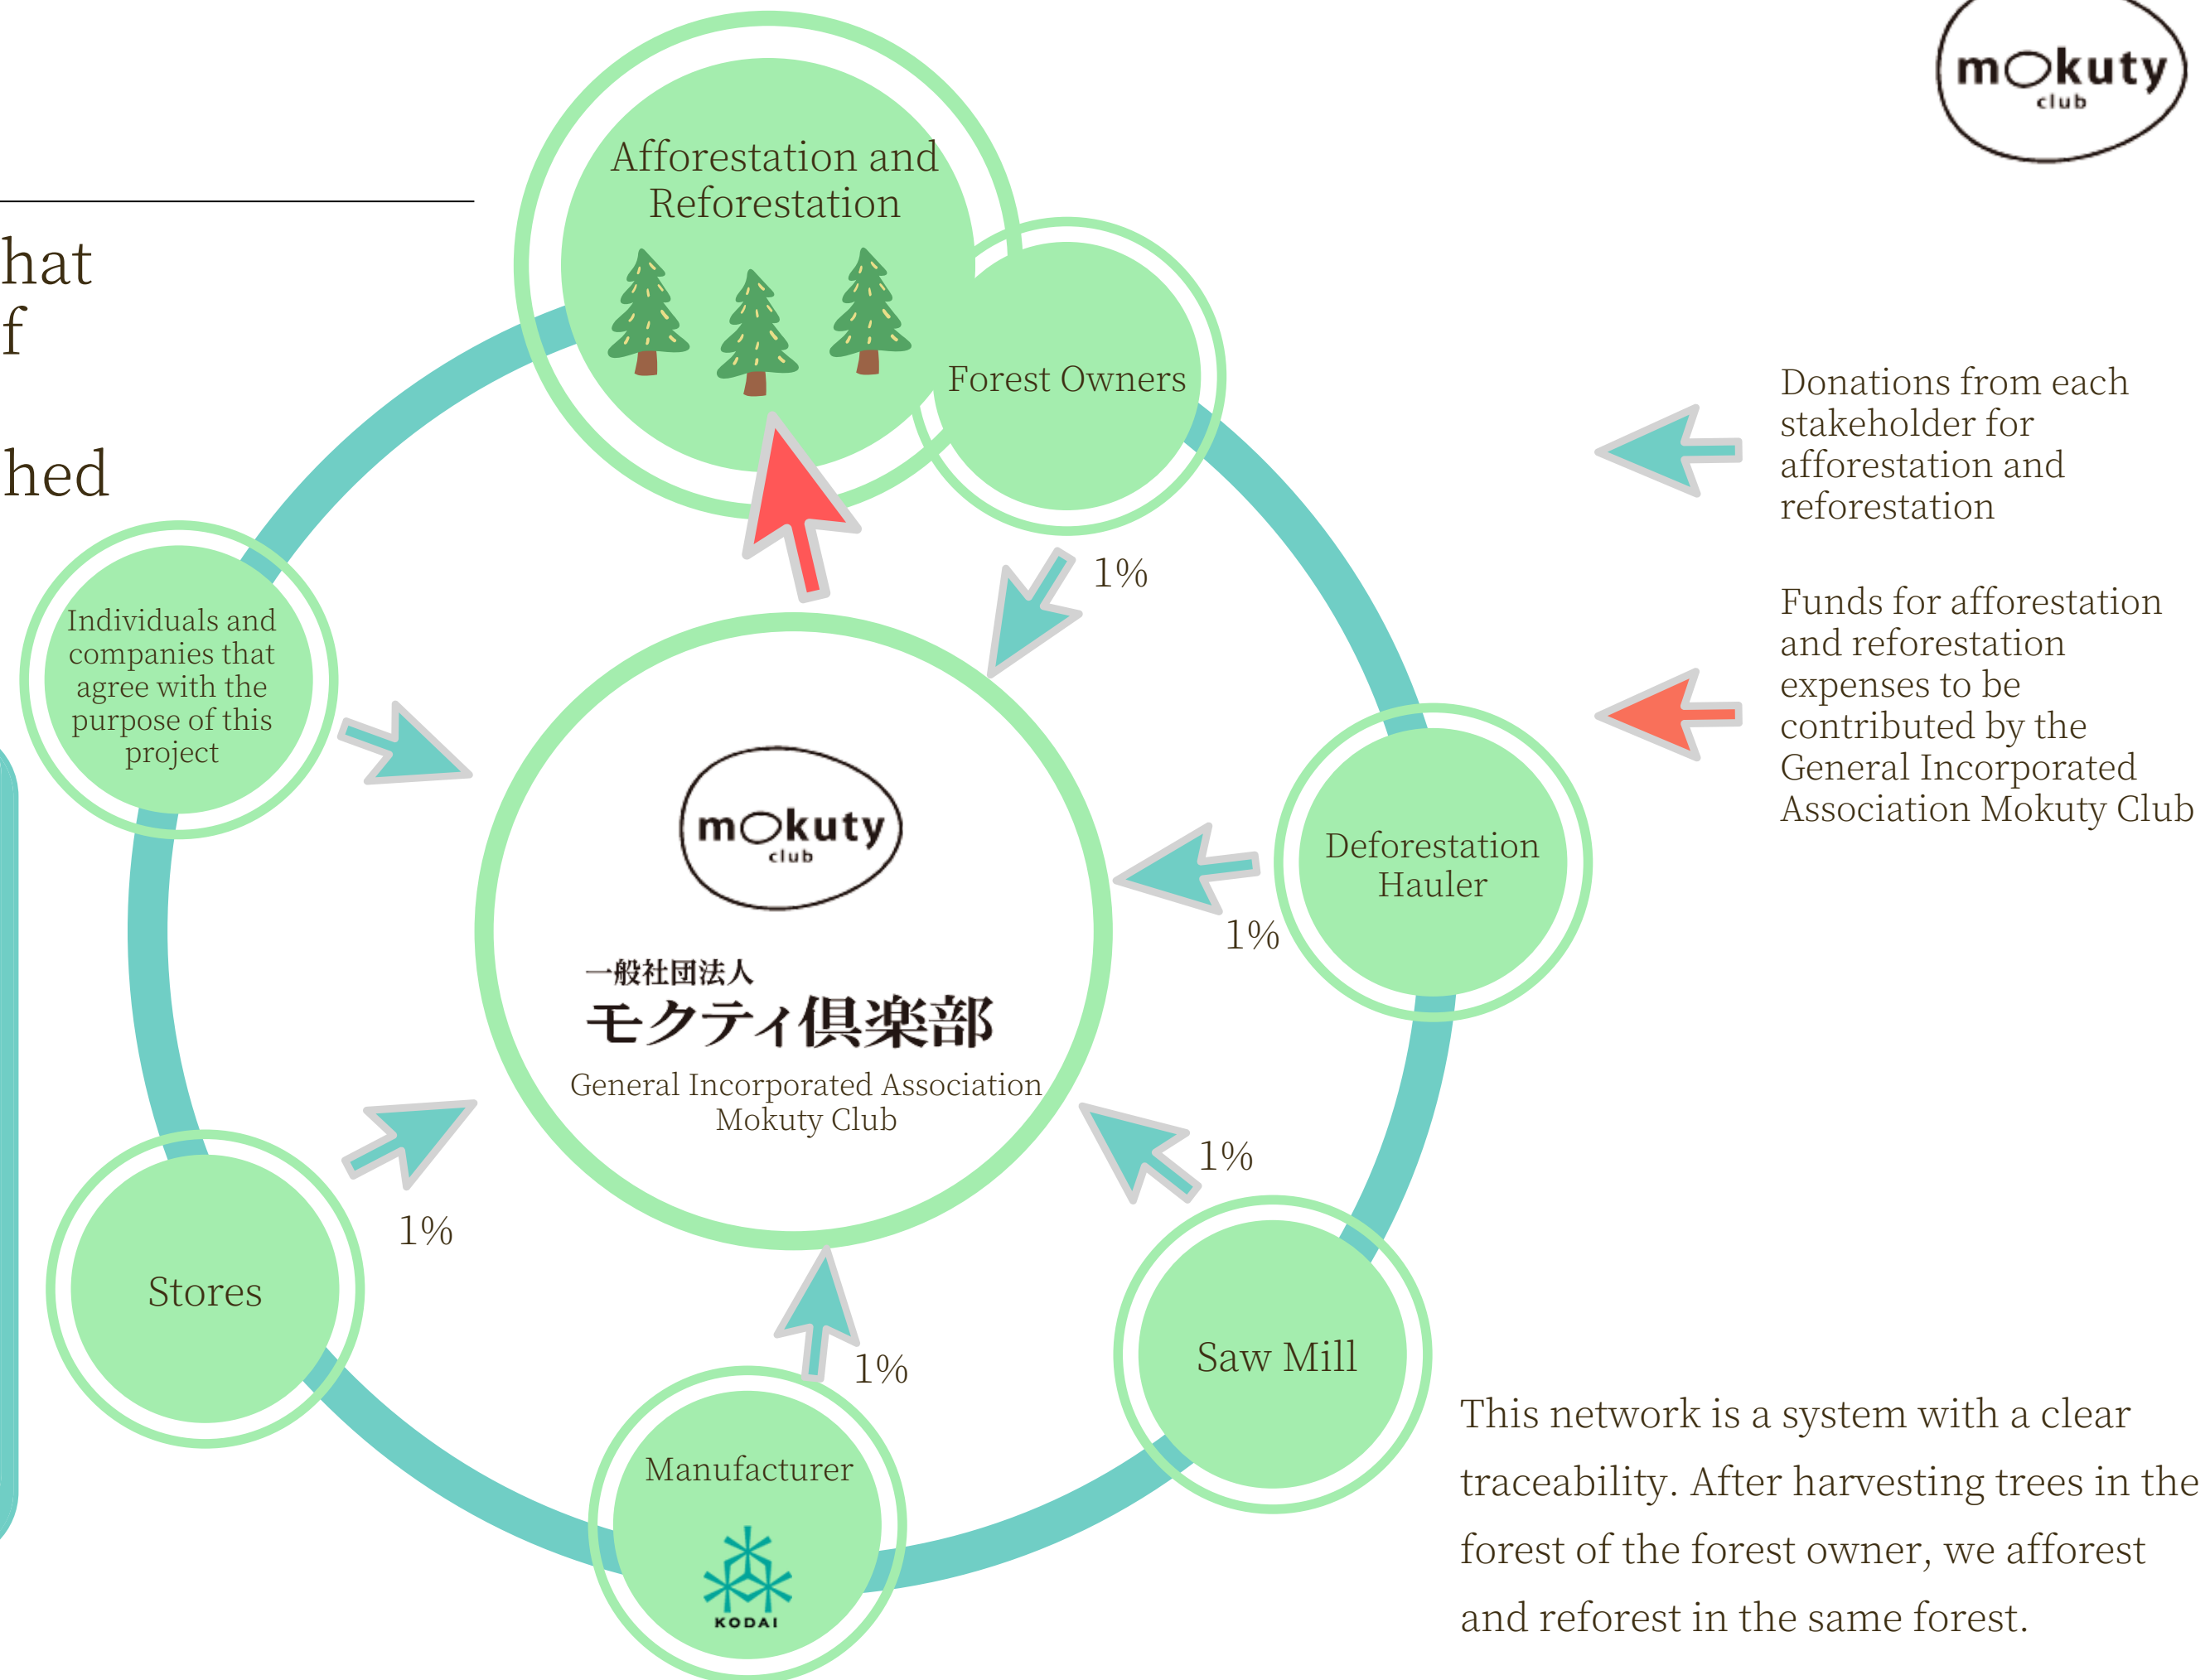 mokuty
club
hat
f
hed
Afforestation and
Reforestation
Forest Owners
1%
Donations from each
stakeholder for
afforestation and
reforestation
Funds for afforestation
and reforestation
expenses to be
contributed by the
General Incorporated
Association Mokuty Club
Individuals and
companies that
agree with the
purpose of this
project
mokuty
club
一般社団法人
モクティ倶楽部
General Incorporated Association
Mokuty Club
Deforestation
Hauler
1%
1%
Saw Mill
Stores
1%
1%
Manufacturer
KODAI
This network is a system with a clear
traceability. After harvesting trees in the
forest of the forest owner, we afforest
and reforest in the same forest.